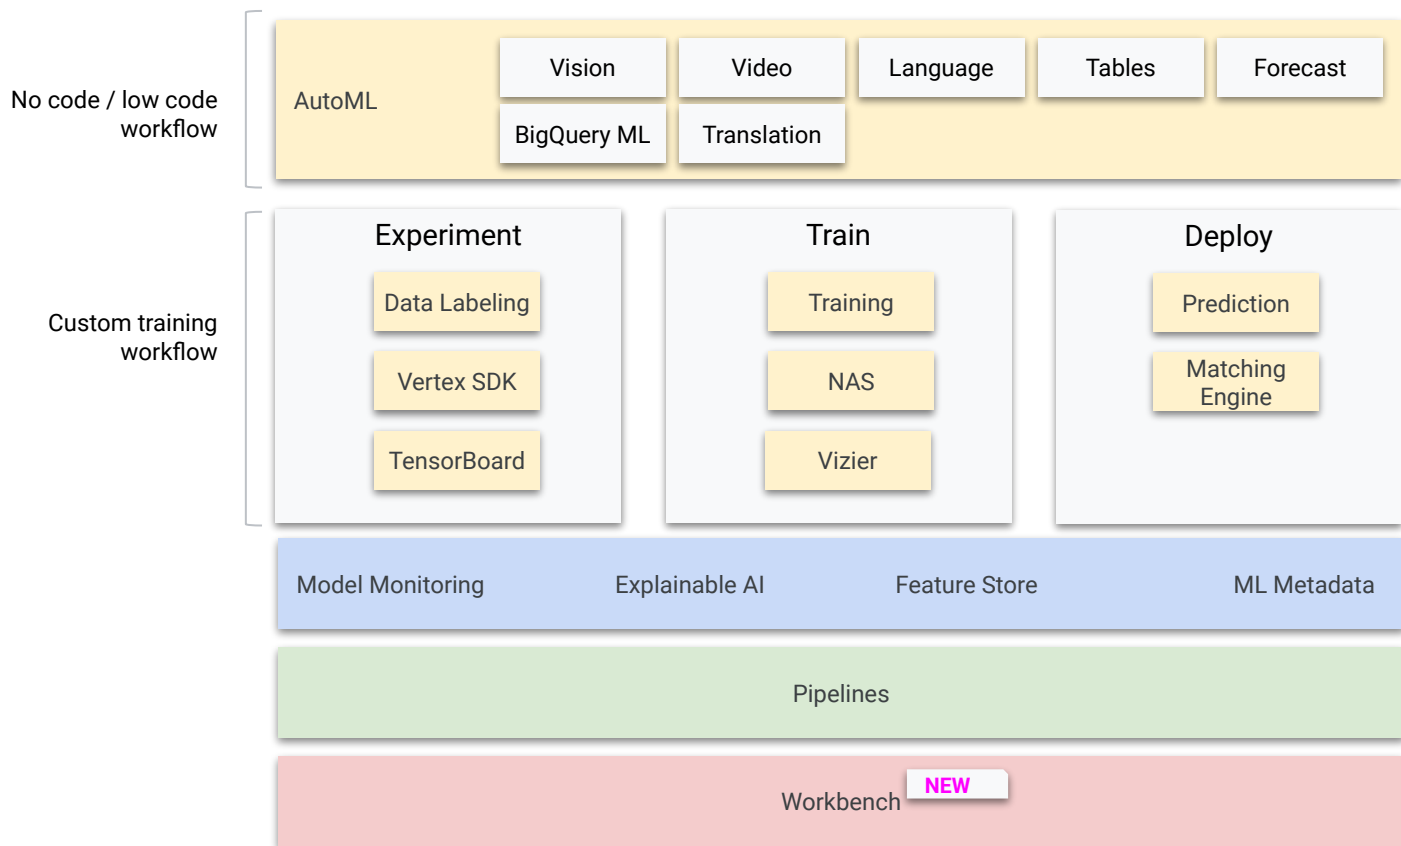 No code / low code
workflow
AutoML
Vision
Video
Language
Tables
Forecast
BigQuery ML
Translation
Custom training
workflow
Experiment
Data Labeling
Vertex SDK
TensorBoard
Train
Training
NAS
Vizier
Deploy
Prediction
Matching
Engine
Model Monitoring
Explainable AI
Feature Store
ML Metadata
Pipelines
Workbench
NEW